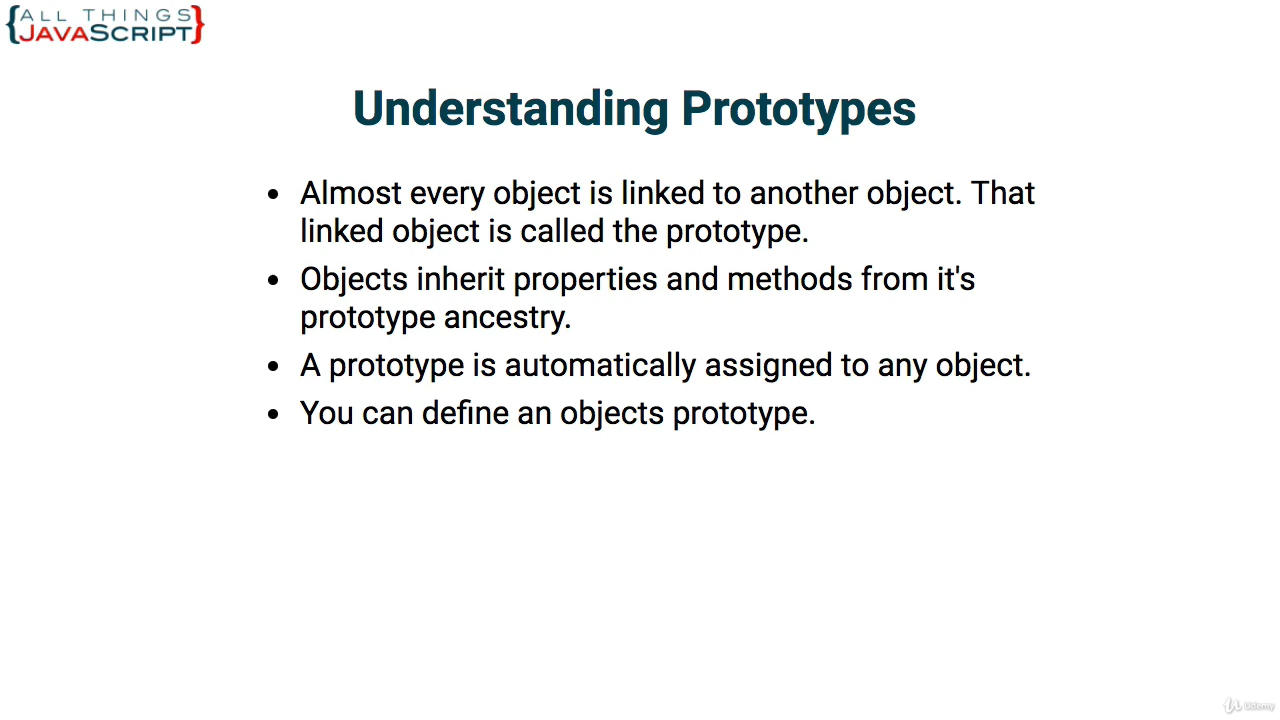 {ALL THINGS
JAVASCRIPT}
Understanding Prototypes
• Almost every object is linked to another object. That
linked object is called the prototype.
• Objects inherit properties and methods from it's
prototype ancestry.
• A prototype is automatically assigned to any object.
• You can define an objects prototype.
Udemy